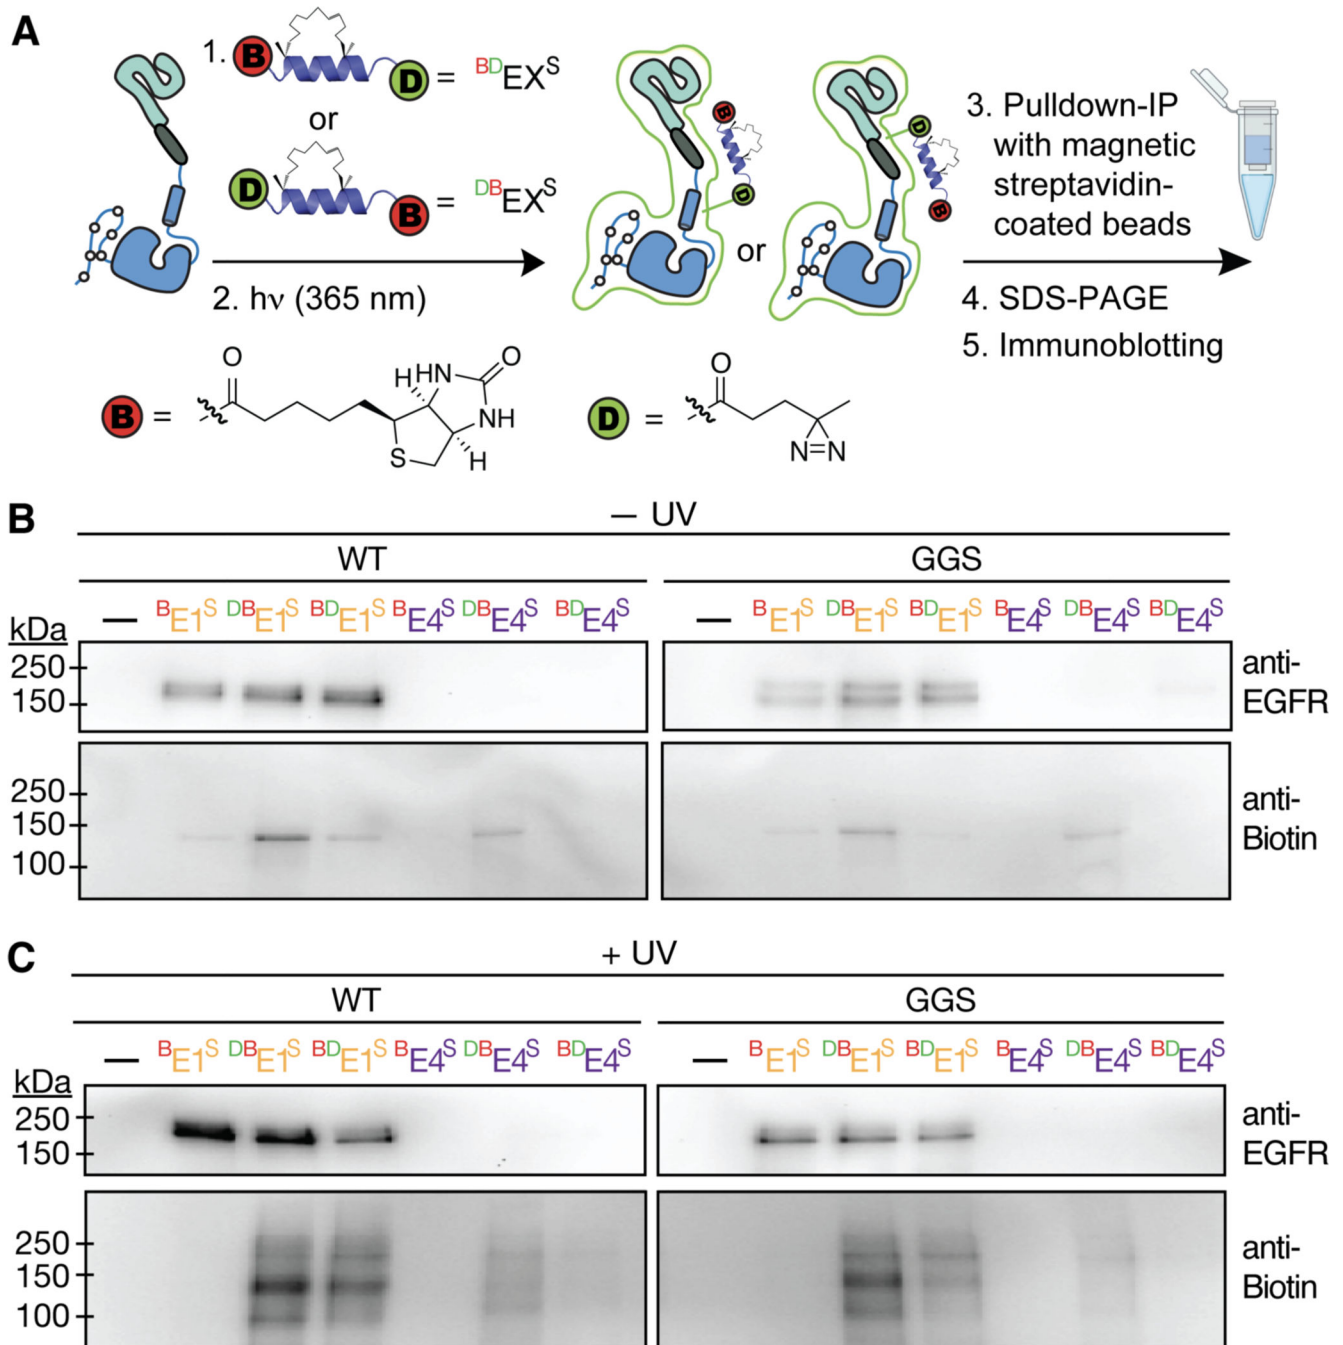 A
1. B D = BDEXS
or
D B = DBEXS
2. hν (365 nm)
B
D
or
D
B
3. Pulldown-IP
with magnetic
streptavidin-
coated beads
4. SDS-PAGE
5. Immunoblotting
B = O H HN O NH S H
D = O N=N
B
— UV
WT GGS
kDa — BE1S DBE1S BDE1S BE4S DBE4S BDE4S — BE1S DBE1S BDE1S BE4S DBE4S BDE4S
250
150
anti-
EGFR
250
150
100
anti-
Biotin
C
+ UV
WT GGS
kDa — BE1S DBE1S BDE1S BE4S DBE4S BDE4S — BE1S DBE1S BDE1S BE4S DBE4S BDE4S
250
150
anti-
EGFR
250
150
100
anti-
Biotin